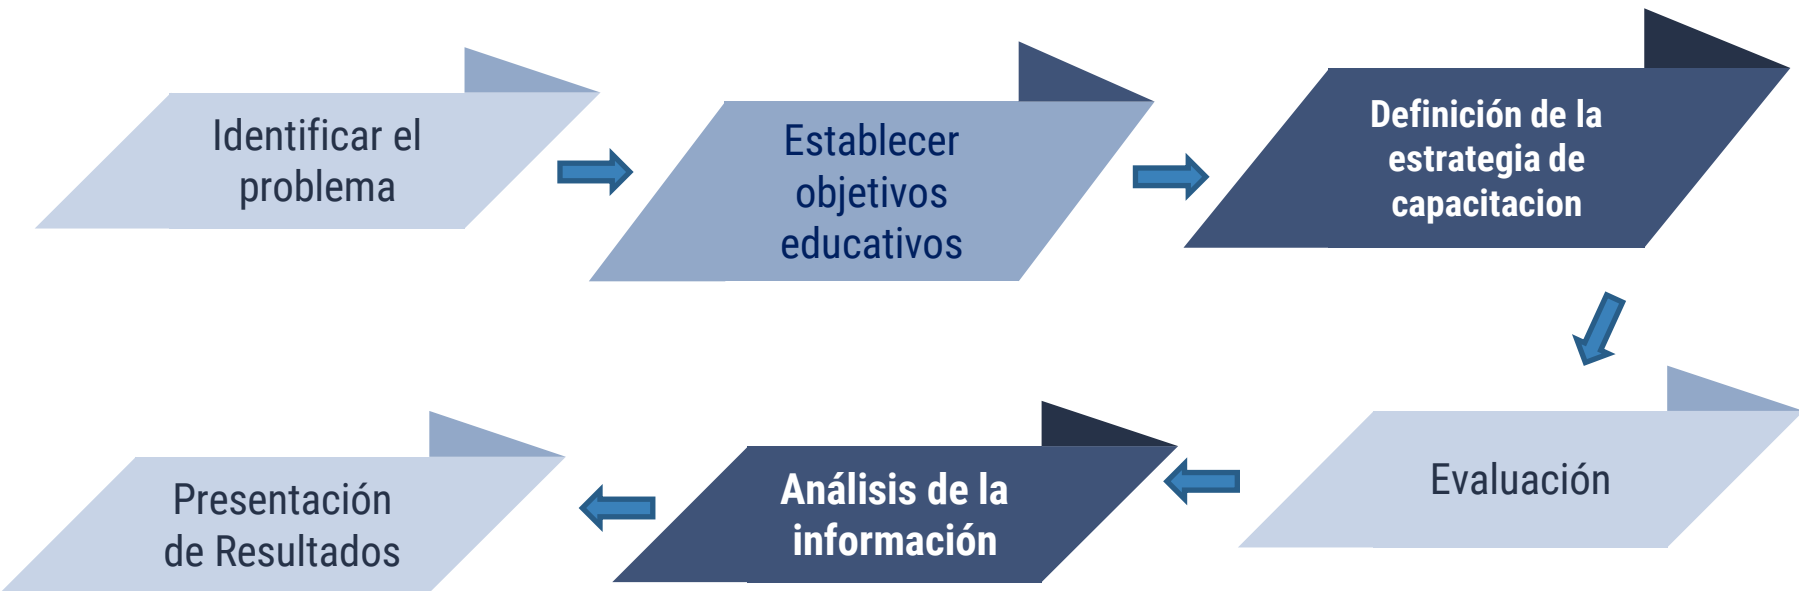 Identificar el
problema
Establecer
objetivos
educativos
Definición de la
estrategia de
capacitacion
Evaluación
Análisis de la
información
Presentación
de Resultados